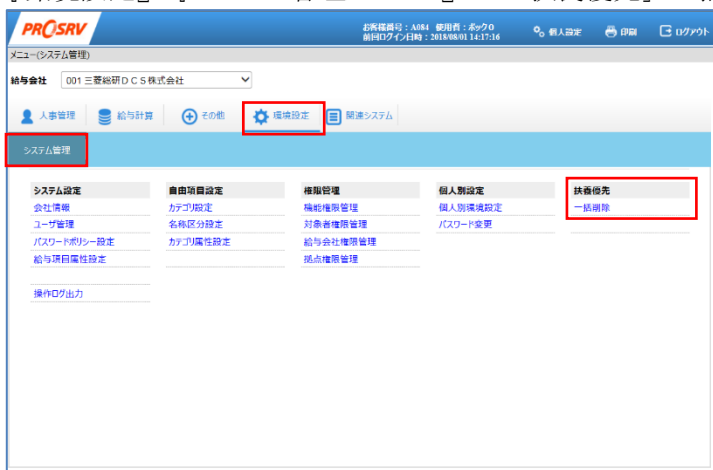 PROSRV
お客様番号：A084 使用者：ボック0
前回ログイン日時：2018/08/01 14:17:16
個人設定 印刷 ログアウト
メニュー(システム管理)
給与会社 001 三菱総研ＤＣＳ株式会社
人事管理 給与計算 その他 環境設定 関連システム
システム管理
システム設定 自由項目設定 権限管理 個人別設定 扶養優先
会社情報 カテゴリ設定 機能権限管理 個人別環境設定 一括削除
ユーザ管理 名称区分設定 対象者権限管理 パスワード変更
パスワードポリシー設定 カテゴリ属性設定 給与会社権限管理
給与項目属性設定 拠点権限管理
操作ログ出力